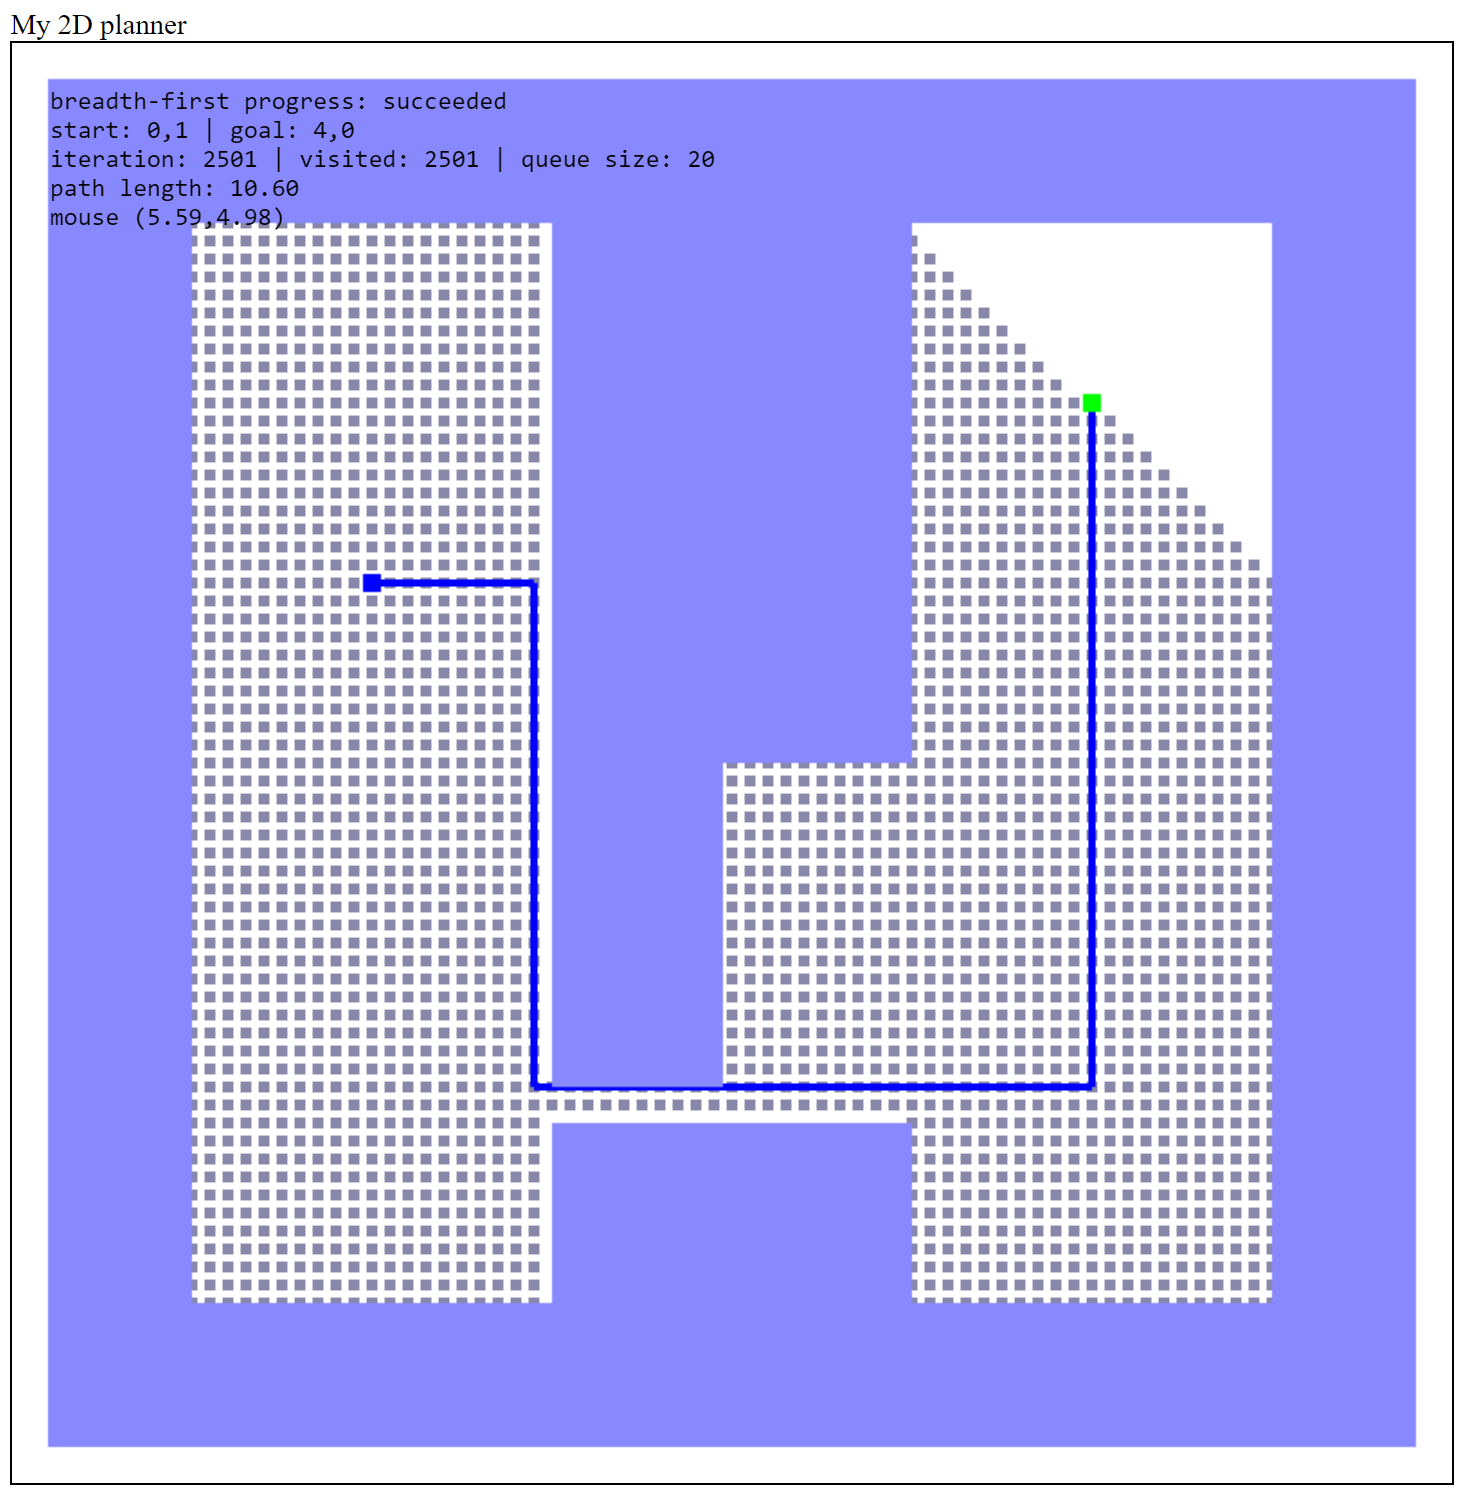 My 2D planner
breadth-first progress: succeeded
start: 0,1 | goal: 4,0
iteration: 2501 | visited: 2501 | queue size: 20
path length: 10.60
mouse (5.59,4.98)